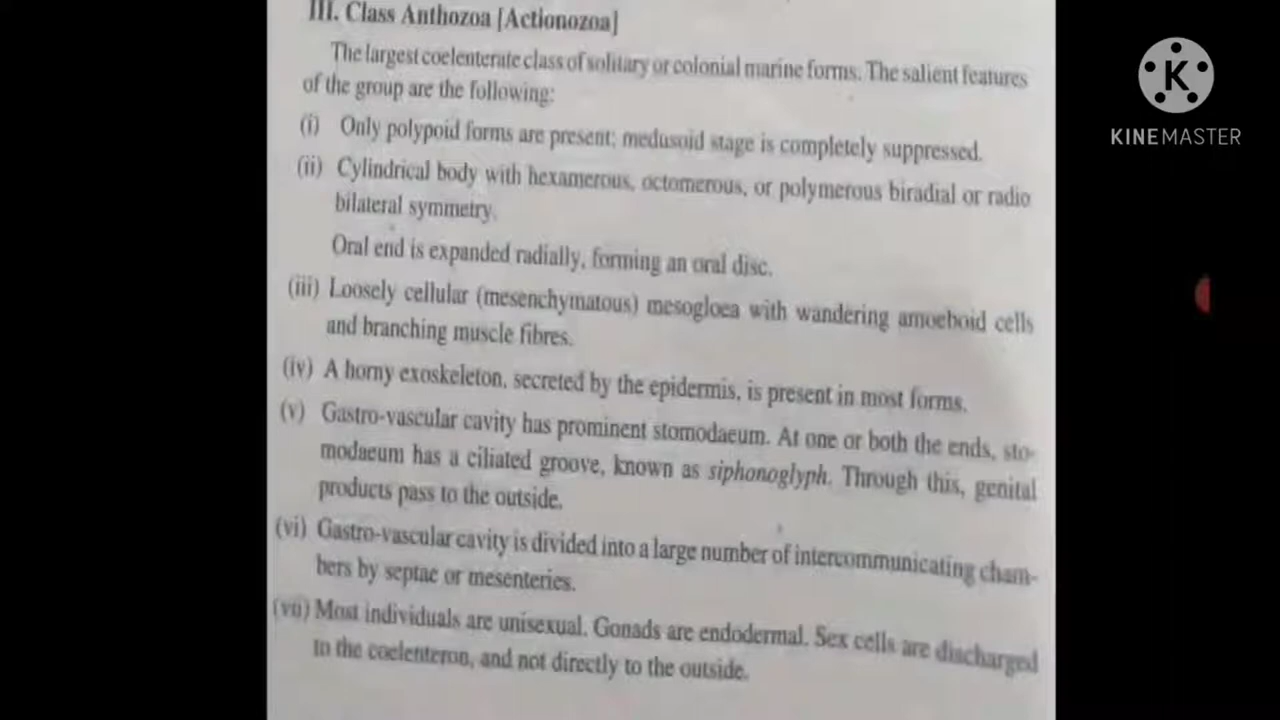 III. Class Anthozoa [Actionozoa]
The largest coelenterate class of solitary or colonial marine forms. The salient features
of the group are the following:
(i) Only polypoid forms are present; medusoid stage is completely suppressed.
(ii) Cylindrical body with hexamerous, octomerous, or polymerous biradial or radio
bilateral symmetry.
Oral end is expanded radially, forming an oral disc.
(iii) Loosely cellular (mesenchymatous) mesogloea with wandering amoeboid cells
and branching muscle fibres.
(iv) A horny exoskeleton, secreted by the epidermis, is present in most forms.
(v) Gastro-vascular cavity has prominent stomodaeum. At one or both the ends, sto-
modaeum has a ciliated groove, known as siphonoglyph. Through this, genital
products pass to the outside.
(vi) Gastro-vascular cavity is divided into a large number of intercommunicating cham-
bers by septae or mesenteries.
(vii) Most individuals are unisexual. Gonads are endodermal. Sex cells are discharged
in the coelenteron, and not directly to the outside.
K
KINEMASTER